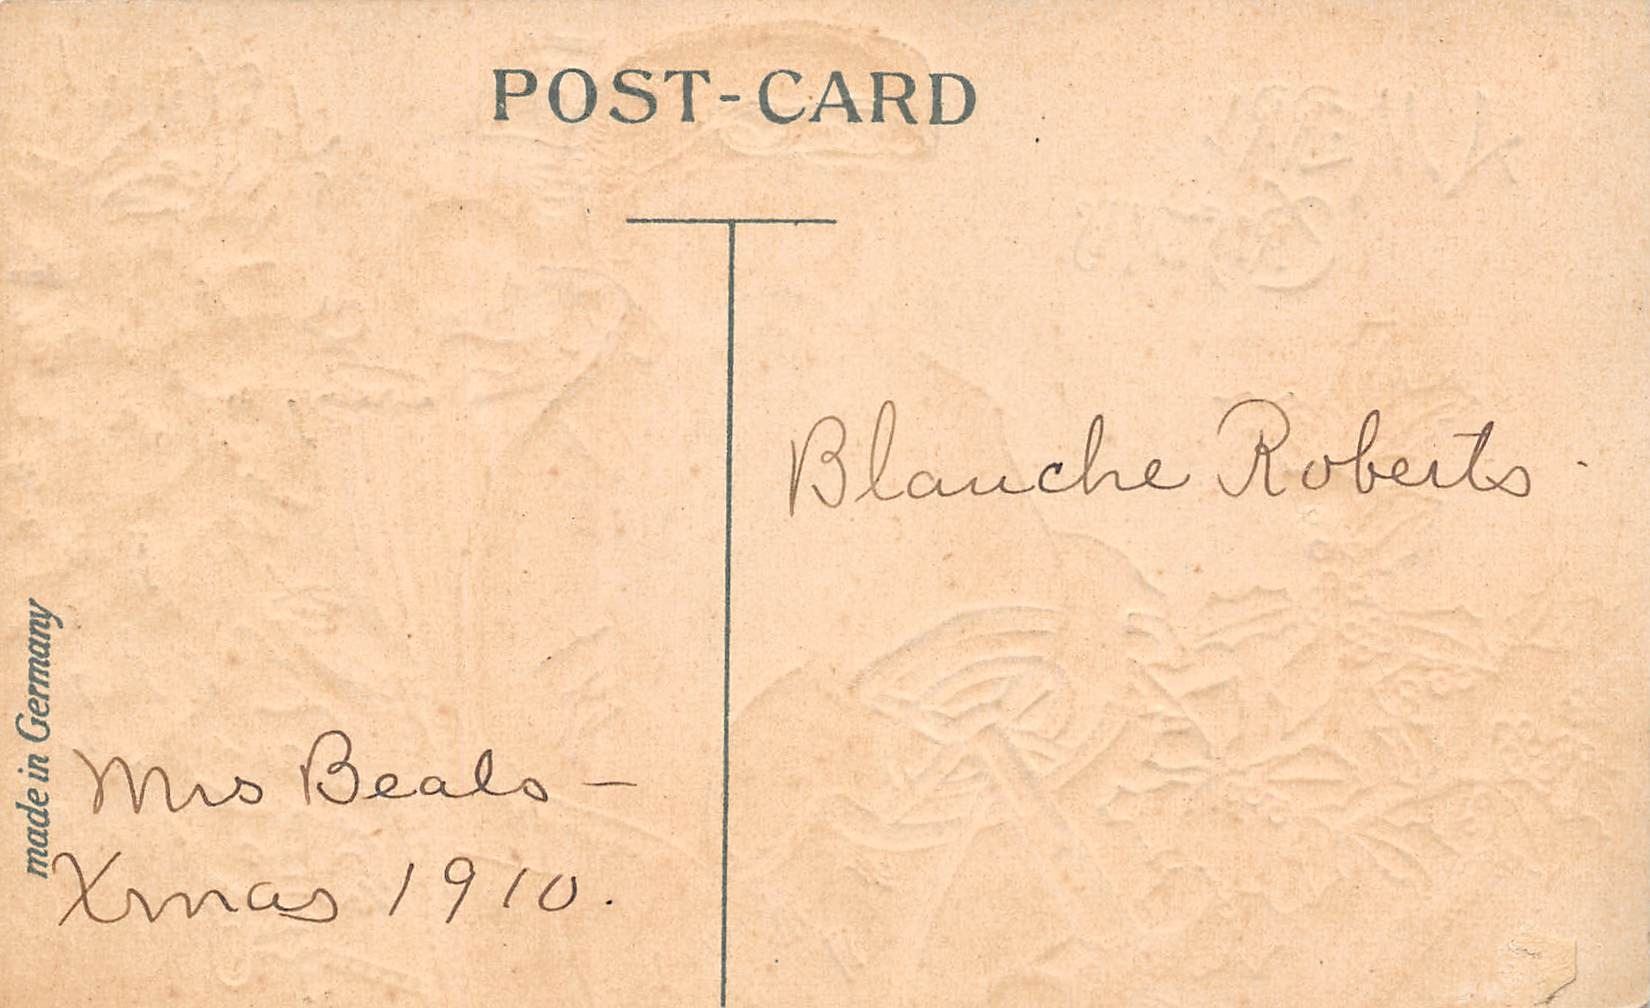 POST-CARD
Blanche Roberts.
made in Germany
Mrs Beals –
Xmas 1910.